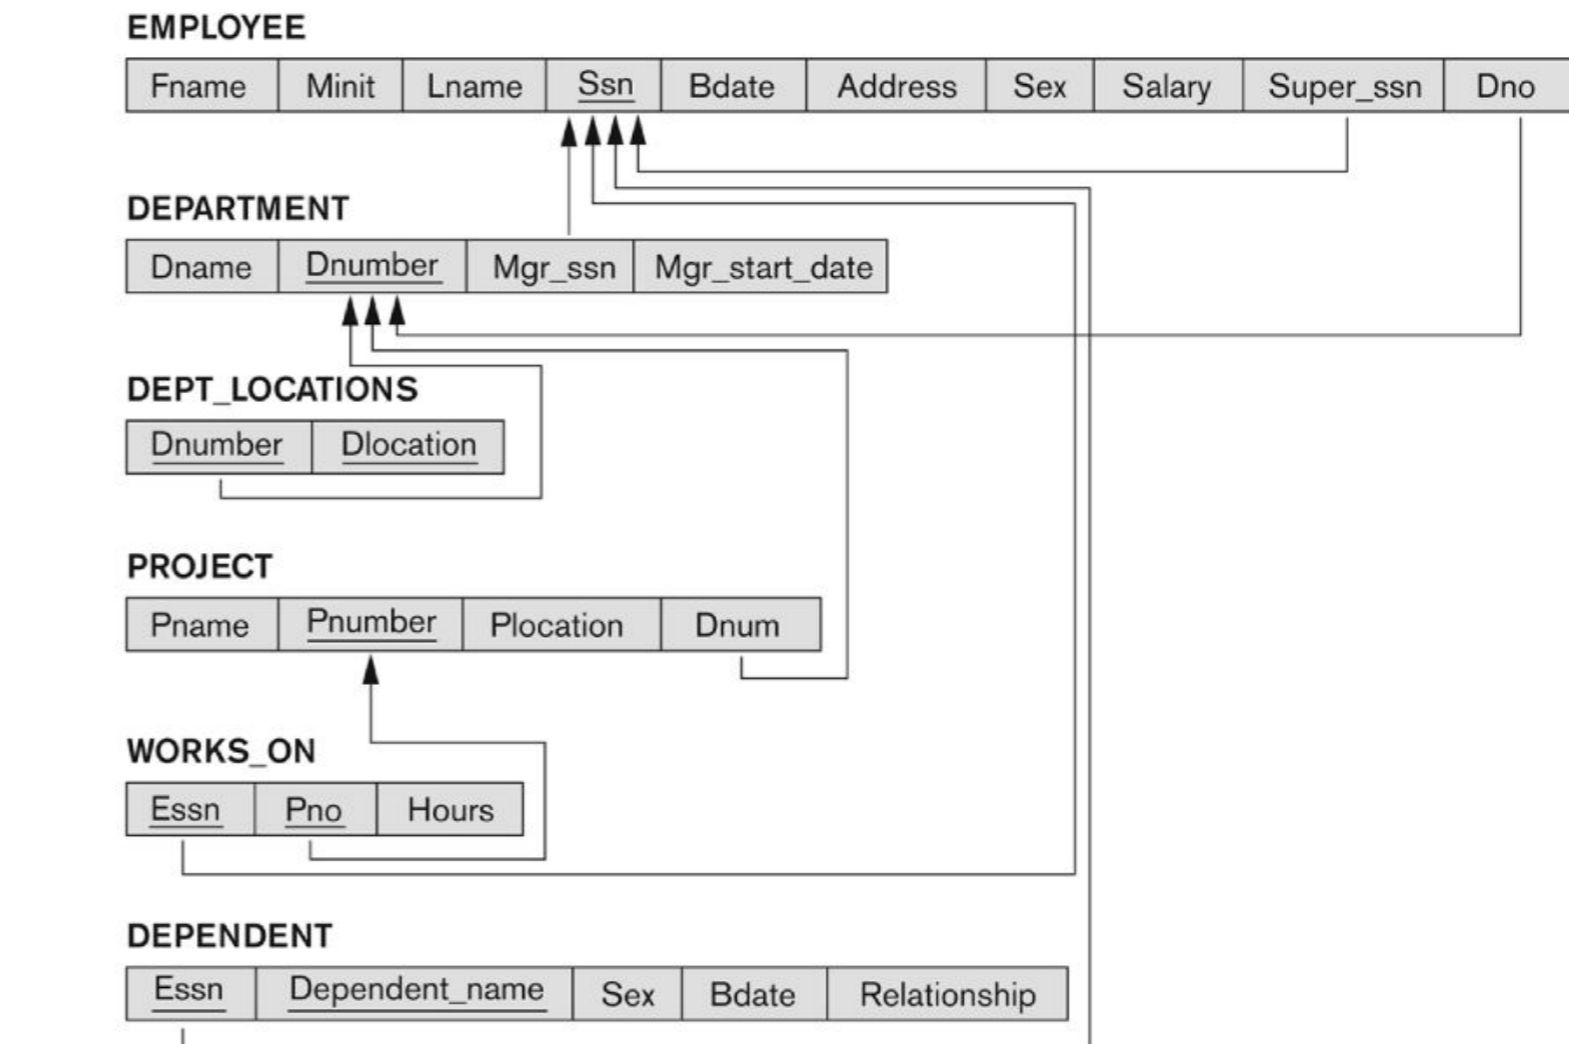 EMPLOYEE
Fname Minit Lname Ssn Bdate Address Sex Salary Super_ssn Dno
DEPARTMENT
Dname Dnumber Mgr_ssn Mgr_start_date
DEPT_LOCATIONS
Dnumber Dlocation
PROJECT
Pname Pnumber Plocation Dnum
WORKS_ON
Essn Pno Hours
DEPENDENT
Essn Dependent_name Sex Bdate Relationship